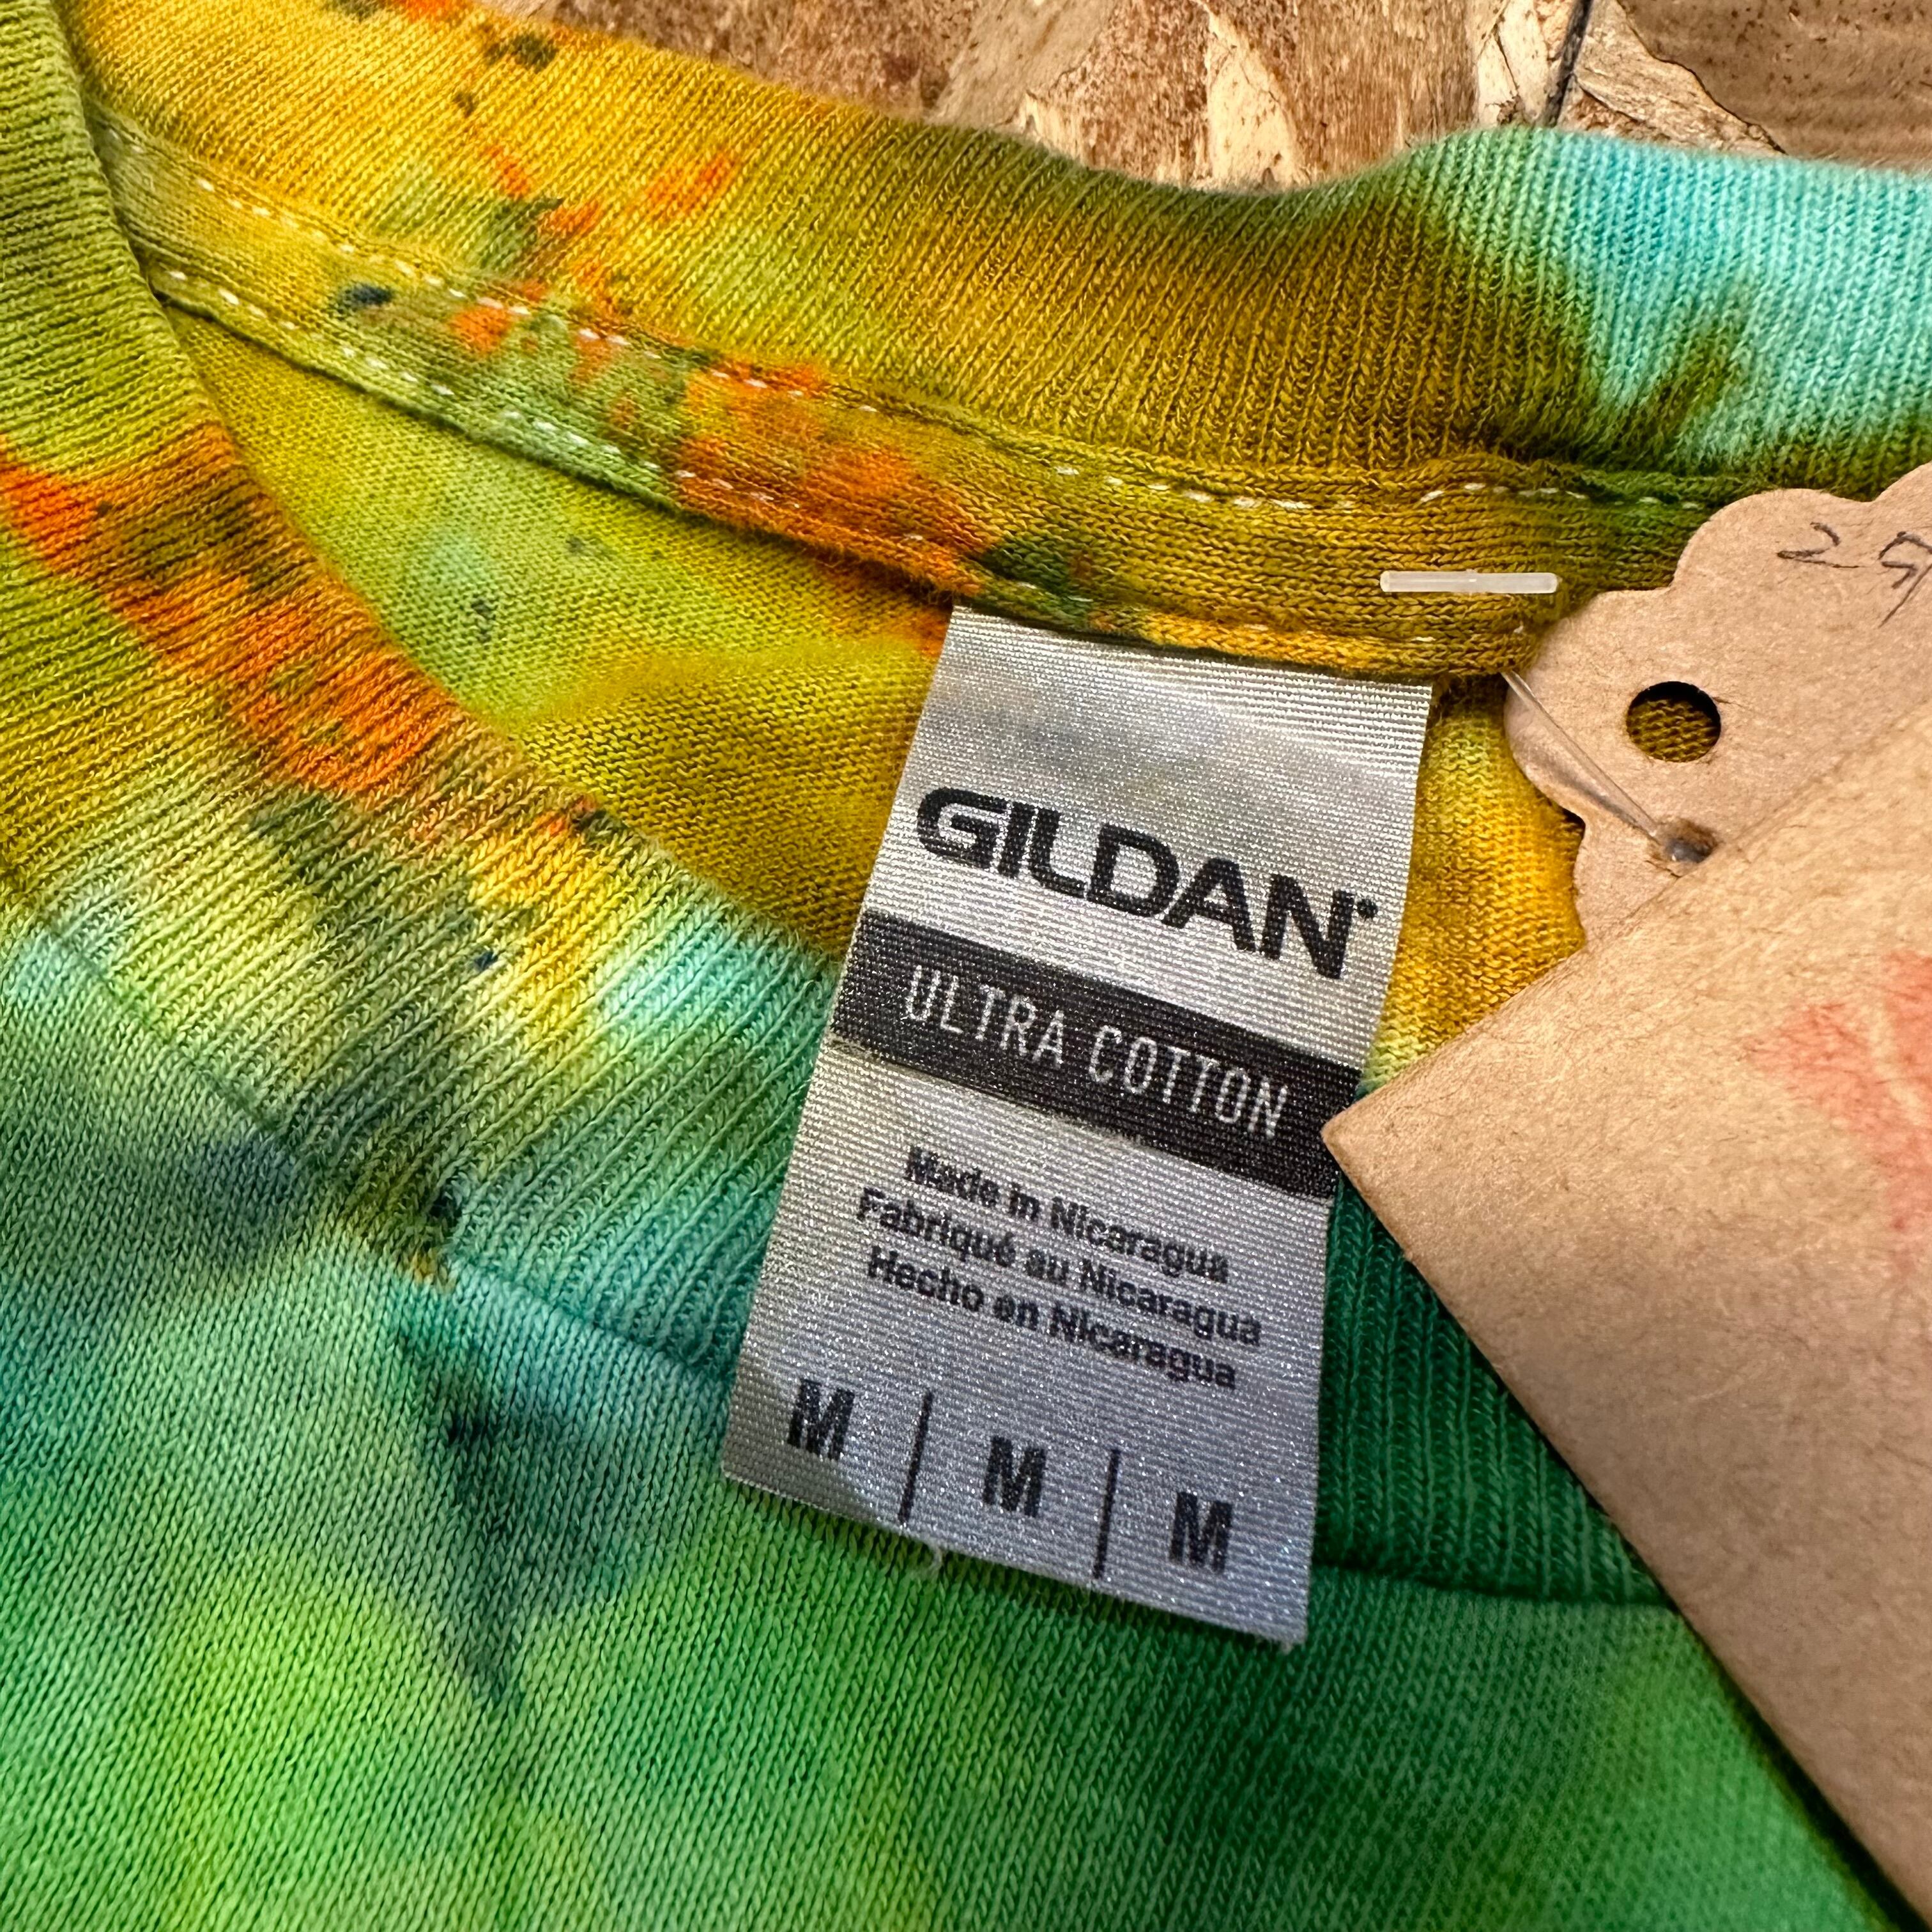 GILDAN
ULTRA COTTON
Made in Nicaragua
Fabriqué au Nicaragua
Hecho en Nicaragua
M | M | M